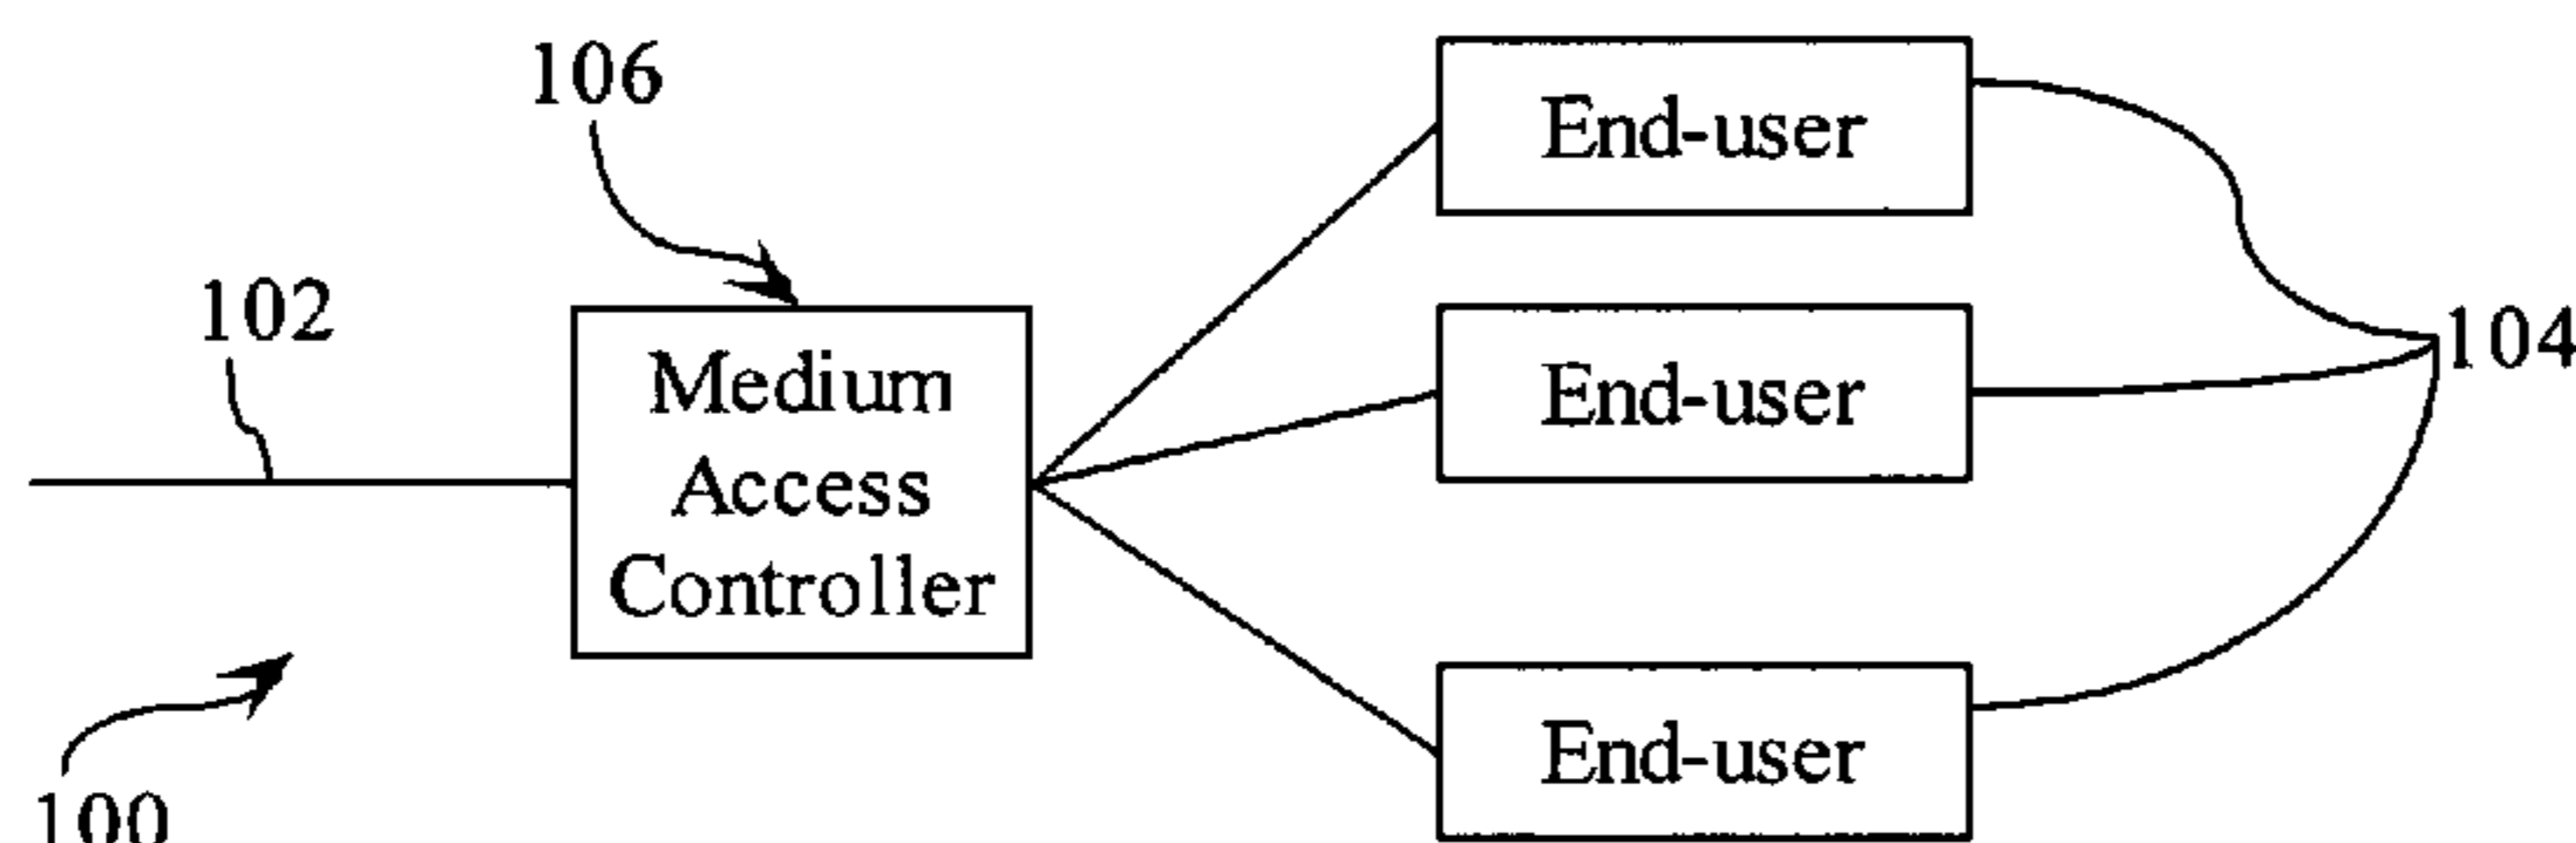 106
End-user
102
Medium
Access
Controller
End-user
104
End-user
100